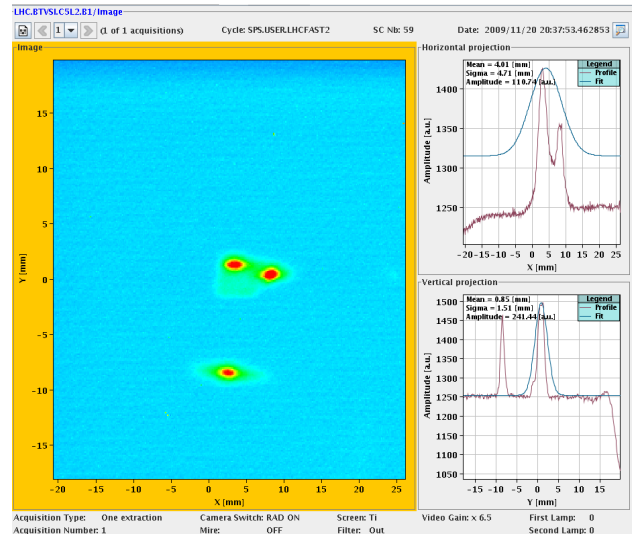 LHC.BTVSLC5L2.B1/Image
1 (1 of 1 acquisitions) Cycle: SPS.USER.LHCFAST2 SC Nb: 59 Date: 2009/11/20 20:37:53.462853
Image
15
10
5
0
-5
-10
-15
Y [mm]
-20 -15 -10 -5 0 5 10 15 20 25
X [mm]
Horizontal projection
Mean = 4.01 [mm]
Sigma = 4.71 [mm]
Amplitude = 110.74 [a.u.]
Legend
Profile
Fit
1400
1350
1300
1250
Amplitude [a.u.]
-20 -15 -10 -5 0 5 10 15 20 25
X [mm]
Vertical projection
Mean = 0.85 [mm]
Sigma = 1.51 [mm]
Amplitude = 241.44 [a.u.]
Legend
Profile
Fit
1500
1450
1400
1350
1300
1250
1200
1150
1100
1050
Amplitude [a.u.]
-15 -10 -5 0 5 10 15
Y [mm]
Acquisition Type: One extraction Camera Switch: RAD ON Screen: Ti Video Gain: x 6.5 First Lamp: 0
Acquisition Number: 1 Mire: OFF Filter: Out Second Lamp: 0